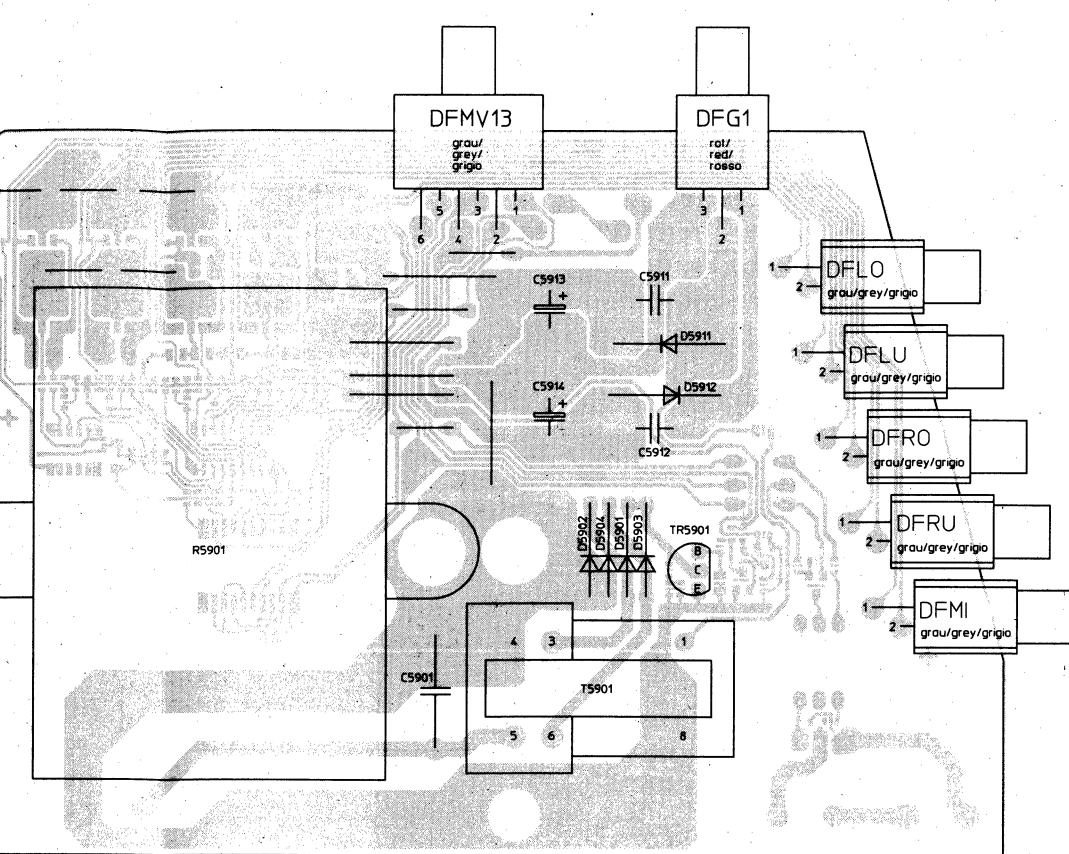 DFMV13
grau/
grey/
grigio
6 5 4 3 2 1
DFG1
rot/
red/
rosso
3 2 1
1
2
DFLO
grau/grey/grigio
1
2
DFLU
grau/grey/grigio
1
2
DFRO
grau/grey/grigio
1
2
DFRU
grau/grey/grigio
1
2
DFMI
grau/grey/grigio
C5913
+
C5911
D5911
C5914
+
D5912
C5912
+
R5901
D5902
D5904
D5901
D5903
TR5901
B
C
E
4 3 1
C5901
T5901
5 6 8